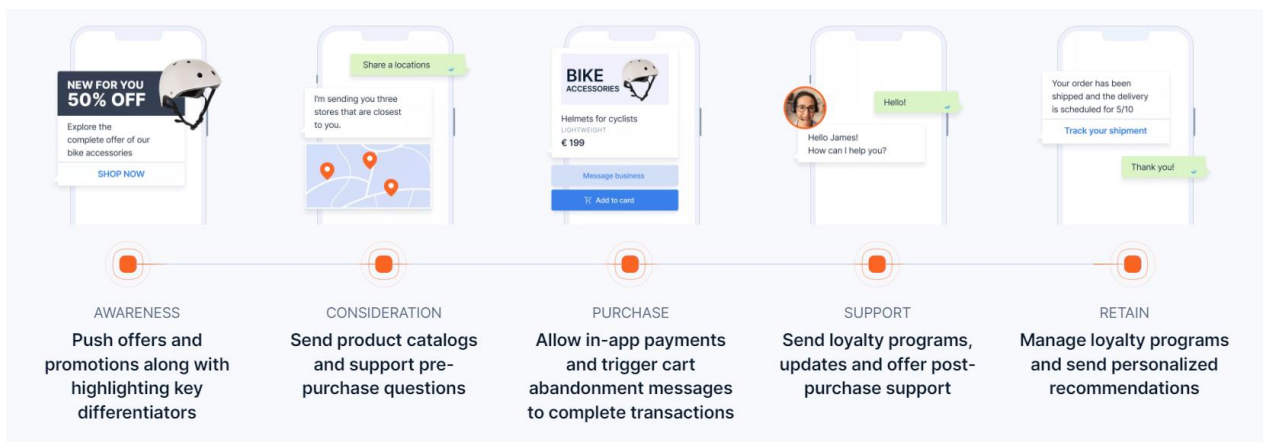 NEW FOR YOU
50% OFF
Explore the
complete offer of our
bike accessories
SHOP NOW
Share a locations
I'm sending you three
stores that are closest
to you.
BIKE
ACCESSORIES
Helmets for cyclists
LIGHTWEIGHT
€ 199
Message business
Add to card
Hello!
Hello James!
How can I help you?
Your order has been
shipped and the delivery
is scheduled for 5/10
Track your shipment
Thank you!
AWARENESS
Push offers and
promotions along with
highlighting key
differentiators
CONSIDERATION
Send product catalogs
and support pre-
purchase questions
PURCHASE
Allow in-app payments
and trigger cart
abandonment messages
to complete transactions
SUPPORT
Send loyalty programs,
updates and offer post-
purchase support
RETAIN
Manage loyalty programs
and send personalized
recommendations